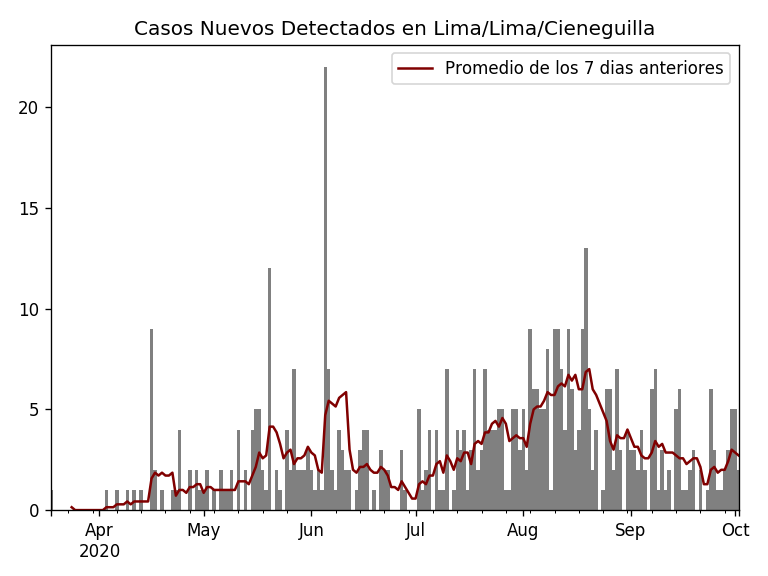 Casos Nuevos Detectados en Lima/Lima/Cieneguilla
Promedio de los 7 dias anteriores
20
15
10
5
0
Apr May Jun Jul Aug Sep Oct
2020